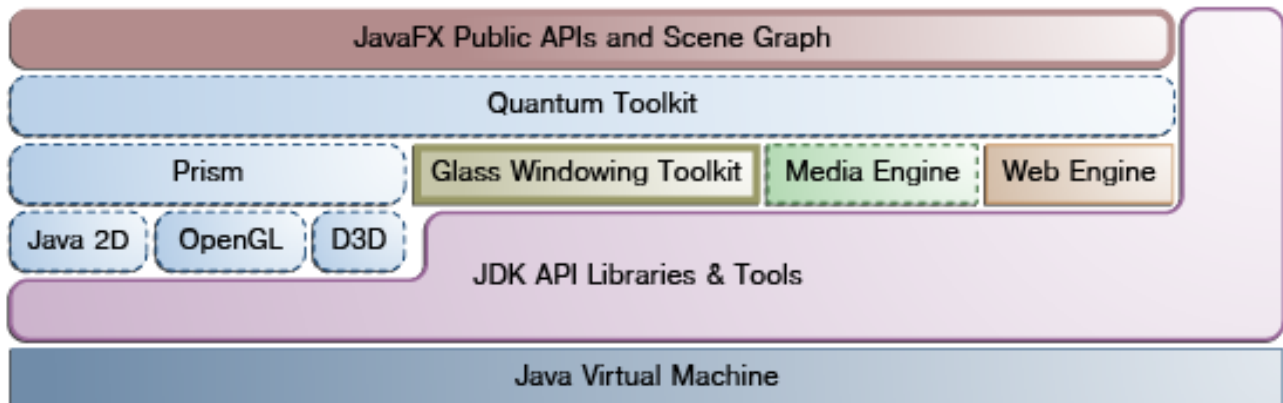 JavaFX Public APIs and Scene Graph
Quantum Toolkit
Prism
Glass Windowing Toolkit
Media Engine
Web Engine
Java 2D
OpenGL
D3D
JDK API Libraries & Tools
Java Virtual Machine